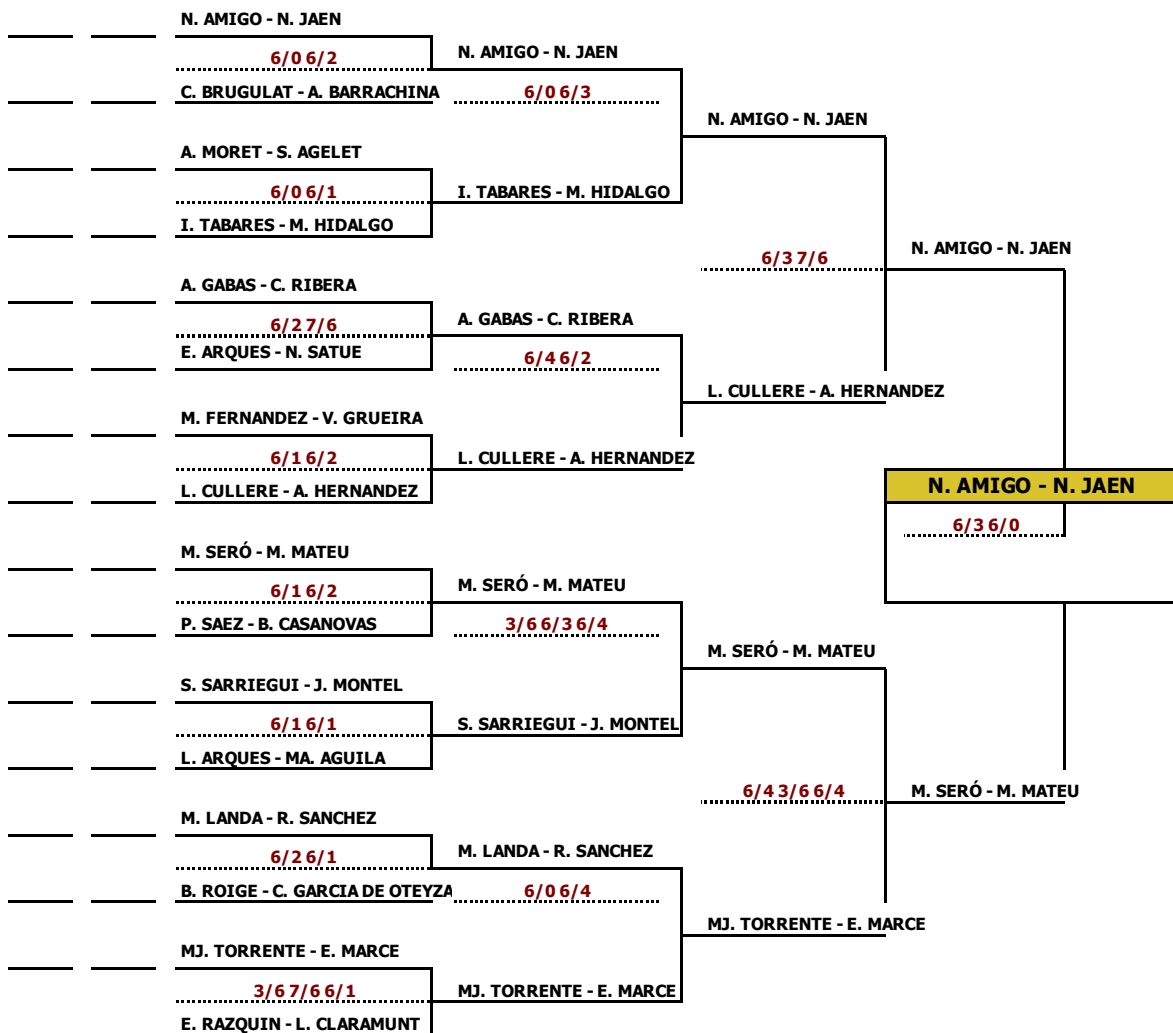 N. AMIGO - N. JAEN
6/0 6/2
N. AMIGO - N. JAEN
C. BRUGULAT - A. BARRACHINA
6/0 6/3
N. AMIGO - N. JAEN
A. MORET - S. AGELET
6/0 6/1
I. TABARES - M. HIDALGO
I. TABARES - M. HIDALGO
6/3 7/6
N. AMIGO - N. JAEN
A. GABAS - C. RIBERA
6/2 7/6
A. GABAS - C. RIBERA
E. ARQUES - N. SATUE
6/4 6/2
L. CULLERE - A. HERNANDEZ
M. FERNANDEZ - V. GRUEIRA
6/1 6/2
L. CULLERE - A. HERNANDEZ
L. CULLERE - A. HERNANDEZ
N. AMIGO - N. JAEN
6/3 6/0
M. SERÓ - M. MATEU
6/1 6/2
M. SERÓ - M. MATEU
P. SAEZ - B. CASANOVAS
3/6 6/3 6/4
M. SERÓ - M. MATEU
S. SARRIEGUI - J. MONTEL
6/1 6/1
S. SARRIEGUI - J. MONTEL
L. ARQUES - MA. AGUILA
6/4 3/6 6/4
M. SERÓ - M. MATEU
M. LANDA - R. SANCHEZ
6/2 6/1
M. LANDA - R. SANCHEZ
B. ROIGE - C. GARCIA DE OTEYZA
6/0 6/4
MJ. TORRENTE - E. MARCE
MJ. TORRENTE - E. MARCE
3/6 7/6 6/1
MJ. TORRENTE - E. MARCE
E. RAZQUIN - L. CLARAMUNT